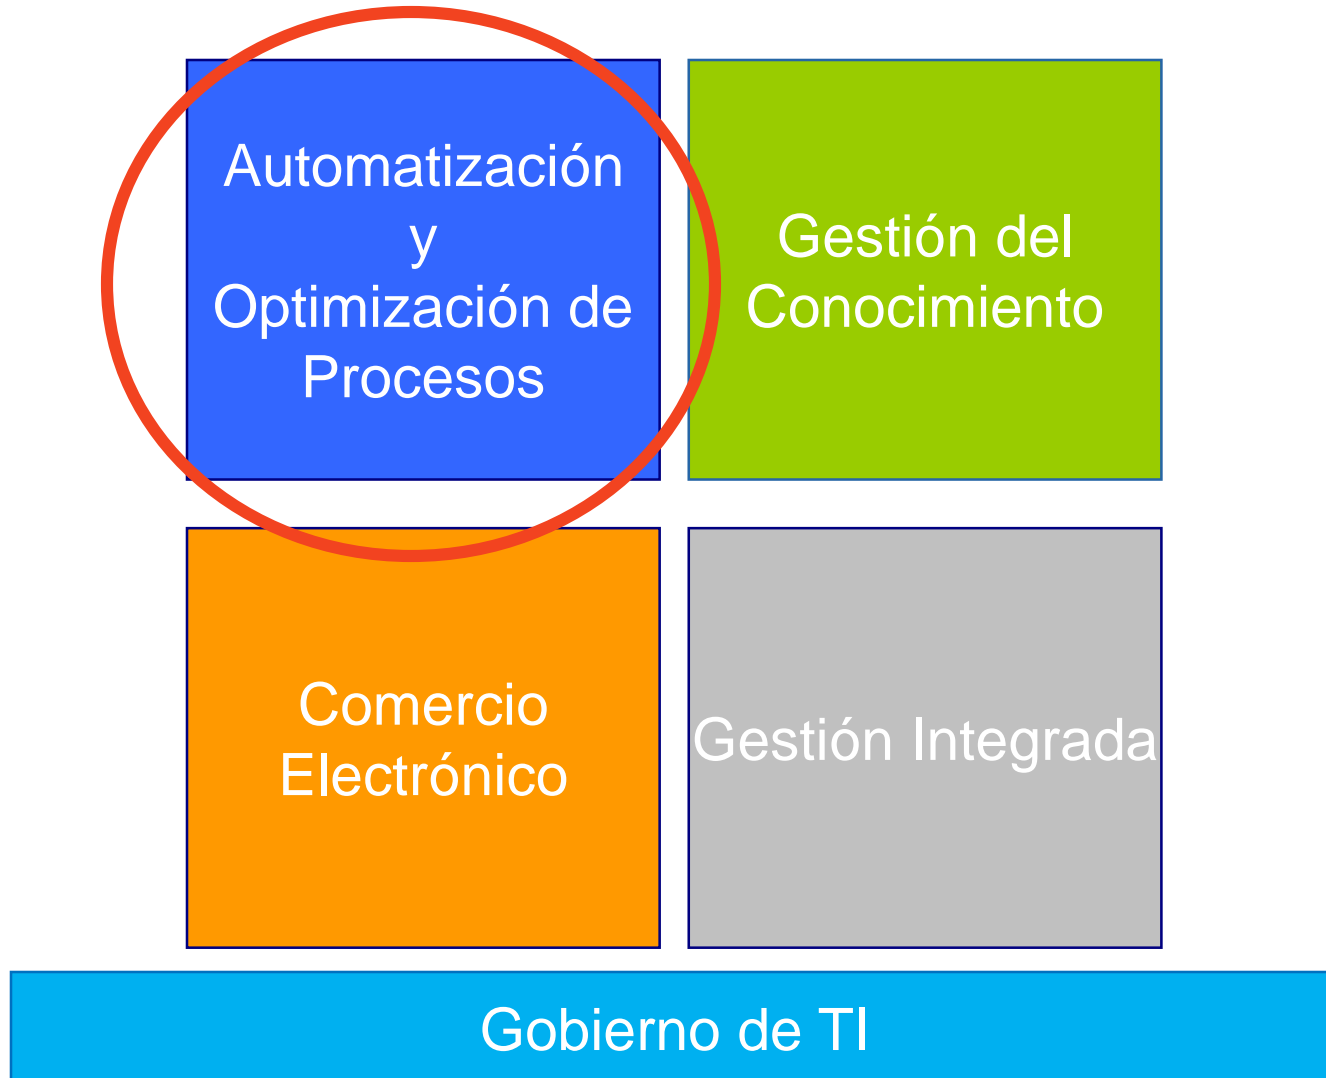 Automatización
y
Optimización de
Procesos
Gestión del
Conocimiento
Comercio
Electrónico
Gestión Integrada
Gobierno de TI